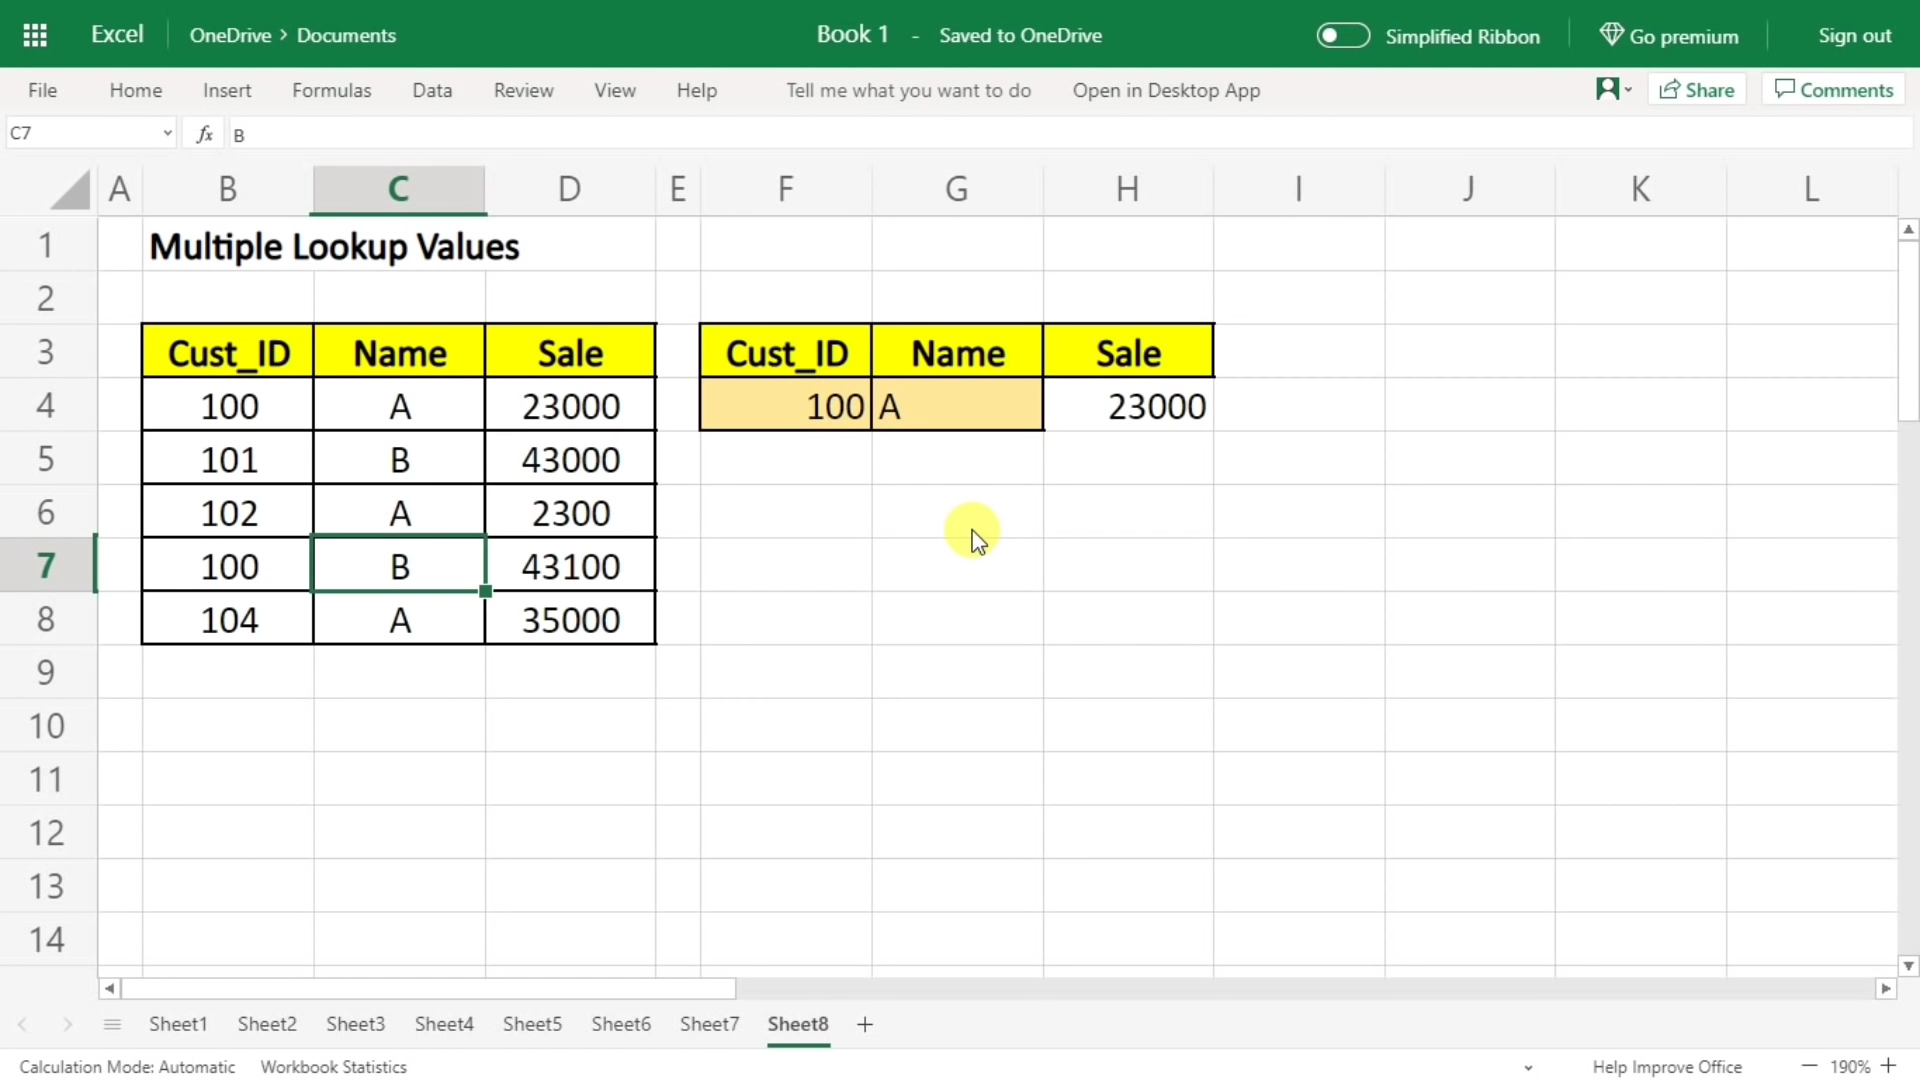 Excel OneDrive > Documents Book 1 - Saved to OneDrive Simplified Ribbon Go premium Sign out
File Home Insert Formulas Data Review View Help Tell me what you want to do Open in Desktop App Share Comments
C7 fx B
A B C D E F G H I J K L
1 Multiple Lookup Values
2
3 Cust_ID Name Sale Cust_ID Name Sale
4 100 A 23000 100 A 23000
5 101 B 43000
6 102 A 2300
7 100 B 43100
8 104 A 35000
9
10
11
12
13
14
Sheet1 Sheet2 Sheet3 Sheet4 Sheet5 Sheet6 Sheet7 Sheet8 +
Calculation Mode: Automatic Workbook Statistics Help Improve Office — 190% +